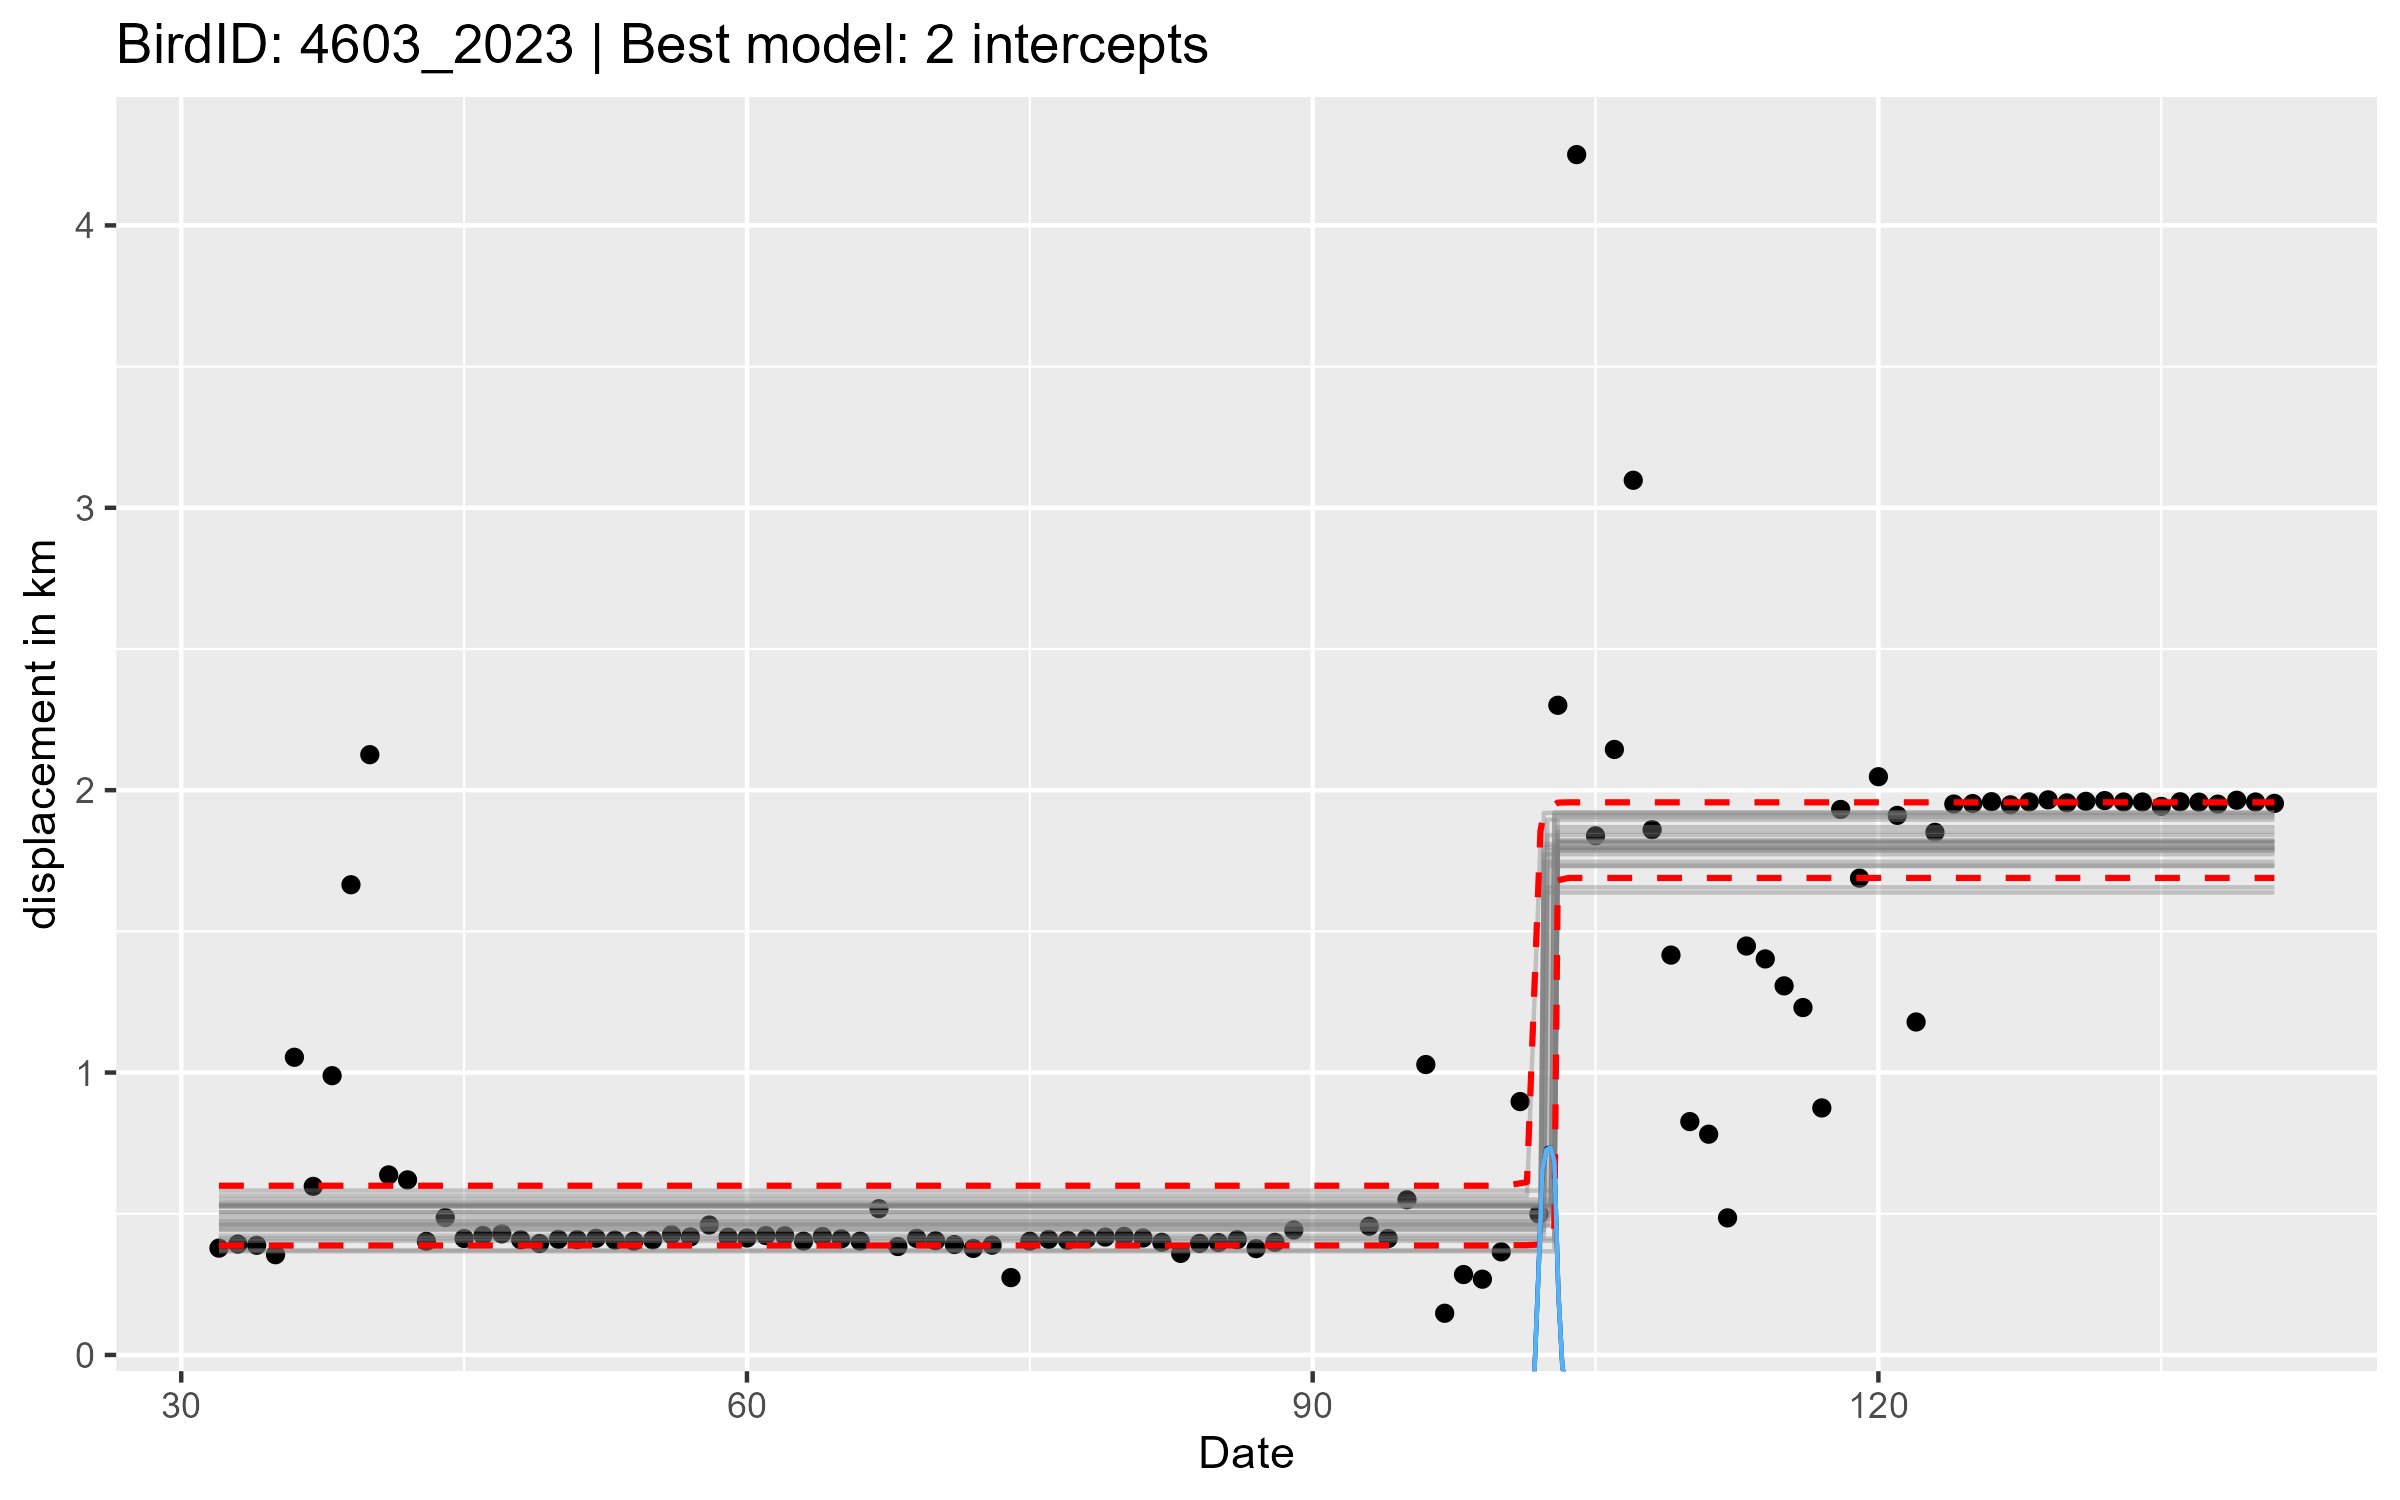 BirdID: 4603_2023 | Best model: 2 intercepts
displacement in km
4
3
2
1
0
30 60 90 120
Date